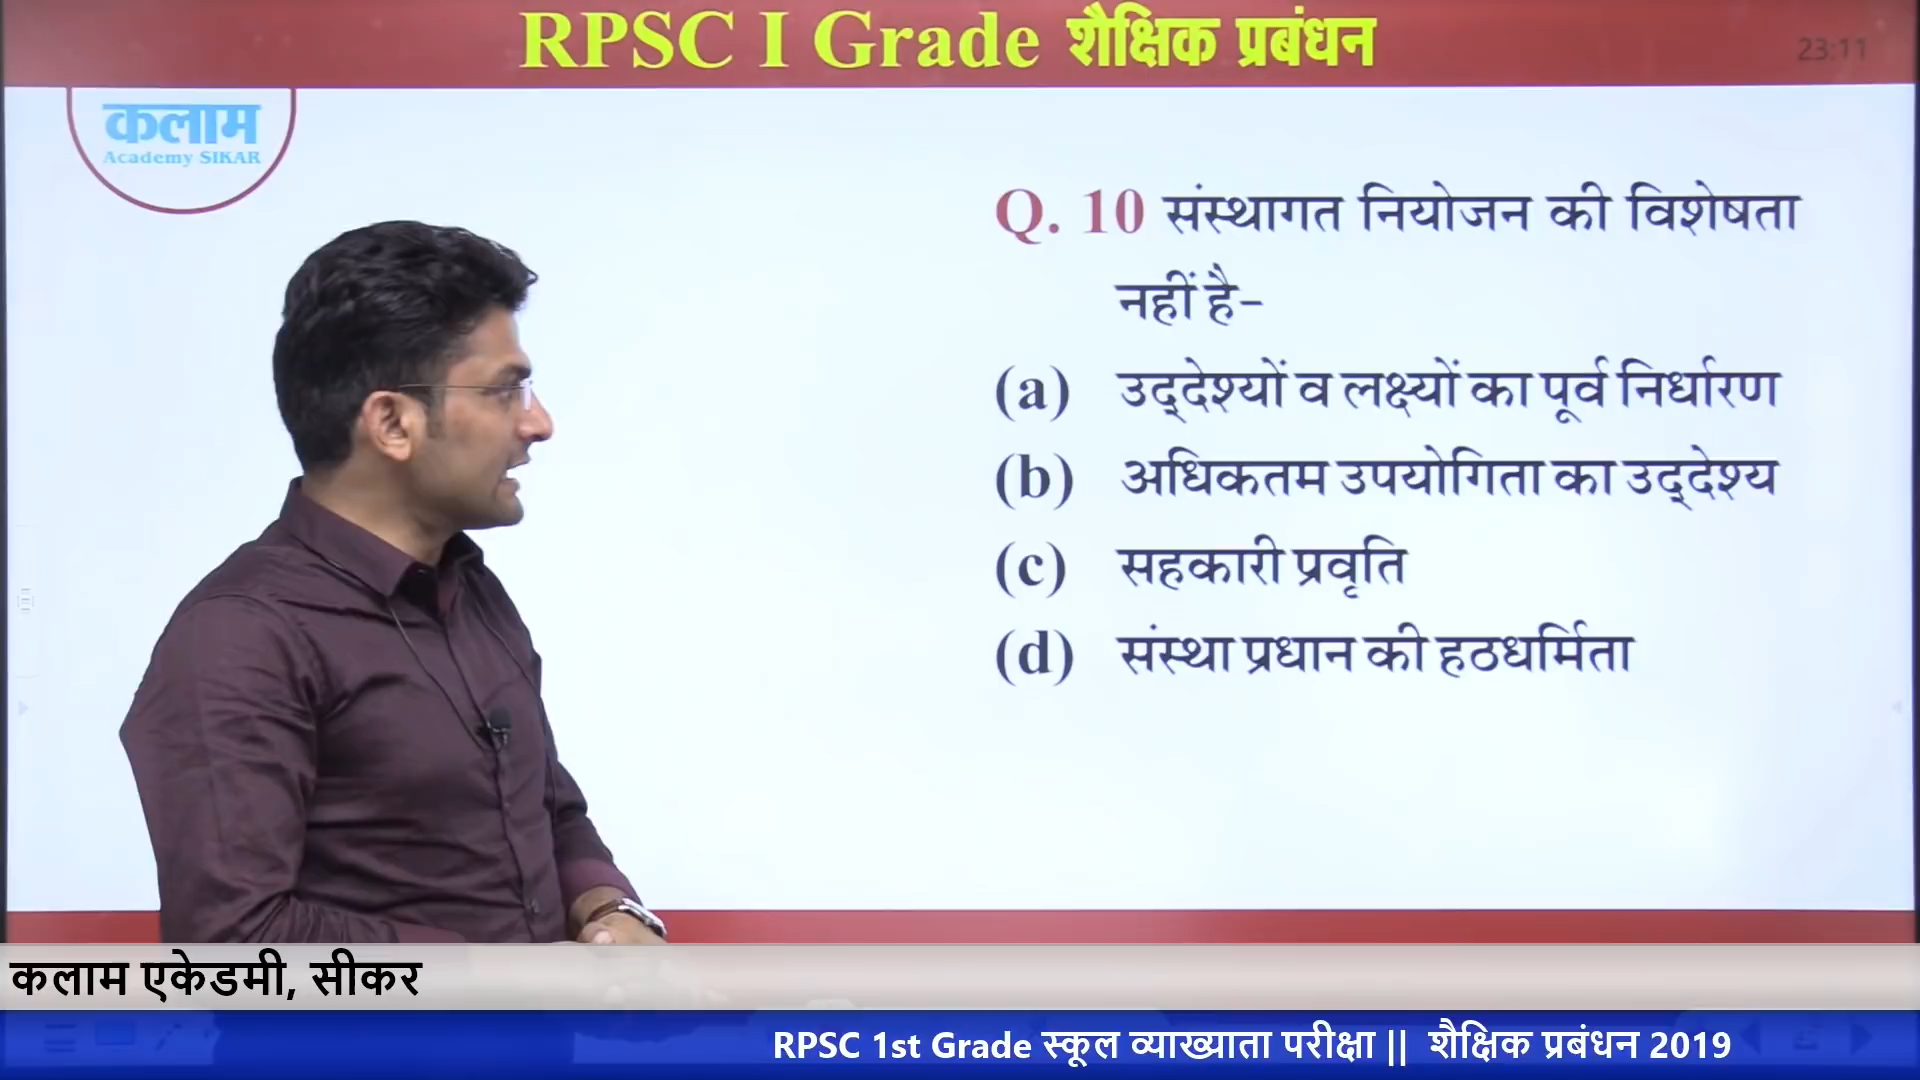 RPSC I Grade शैक्षिक प्रबंधन
23:11
कलाम
Academy SIKAR
Q. 10 संस्थागत नियोजन की विशेषता
नहीं है-
(a) उद्देश्यों व लक्ष्यों का पूर्व निर्धारण
(b) अधिकतम उपयोगिता का उद्देश्य
(c) सहकारी प्रवृति
(d) संस्था प्रधान की हठधर्मिता
कलाम एकेडमी, सीकर
RPSC 1st Grade स्कूल व्याख्याता परीक्षा || शैक्षिक प्रबंधन 2019